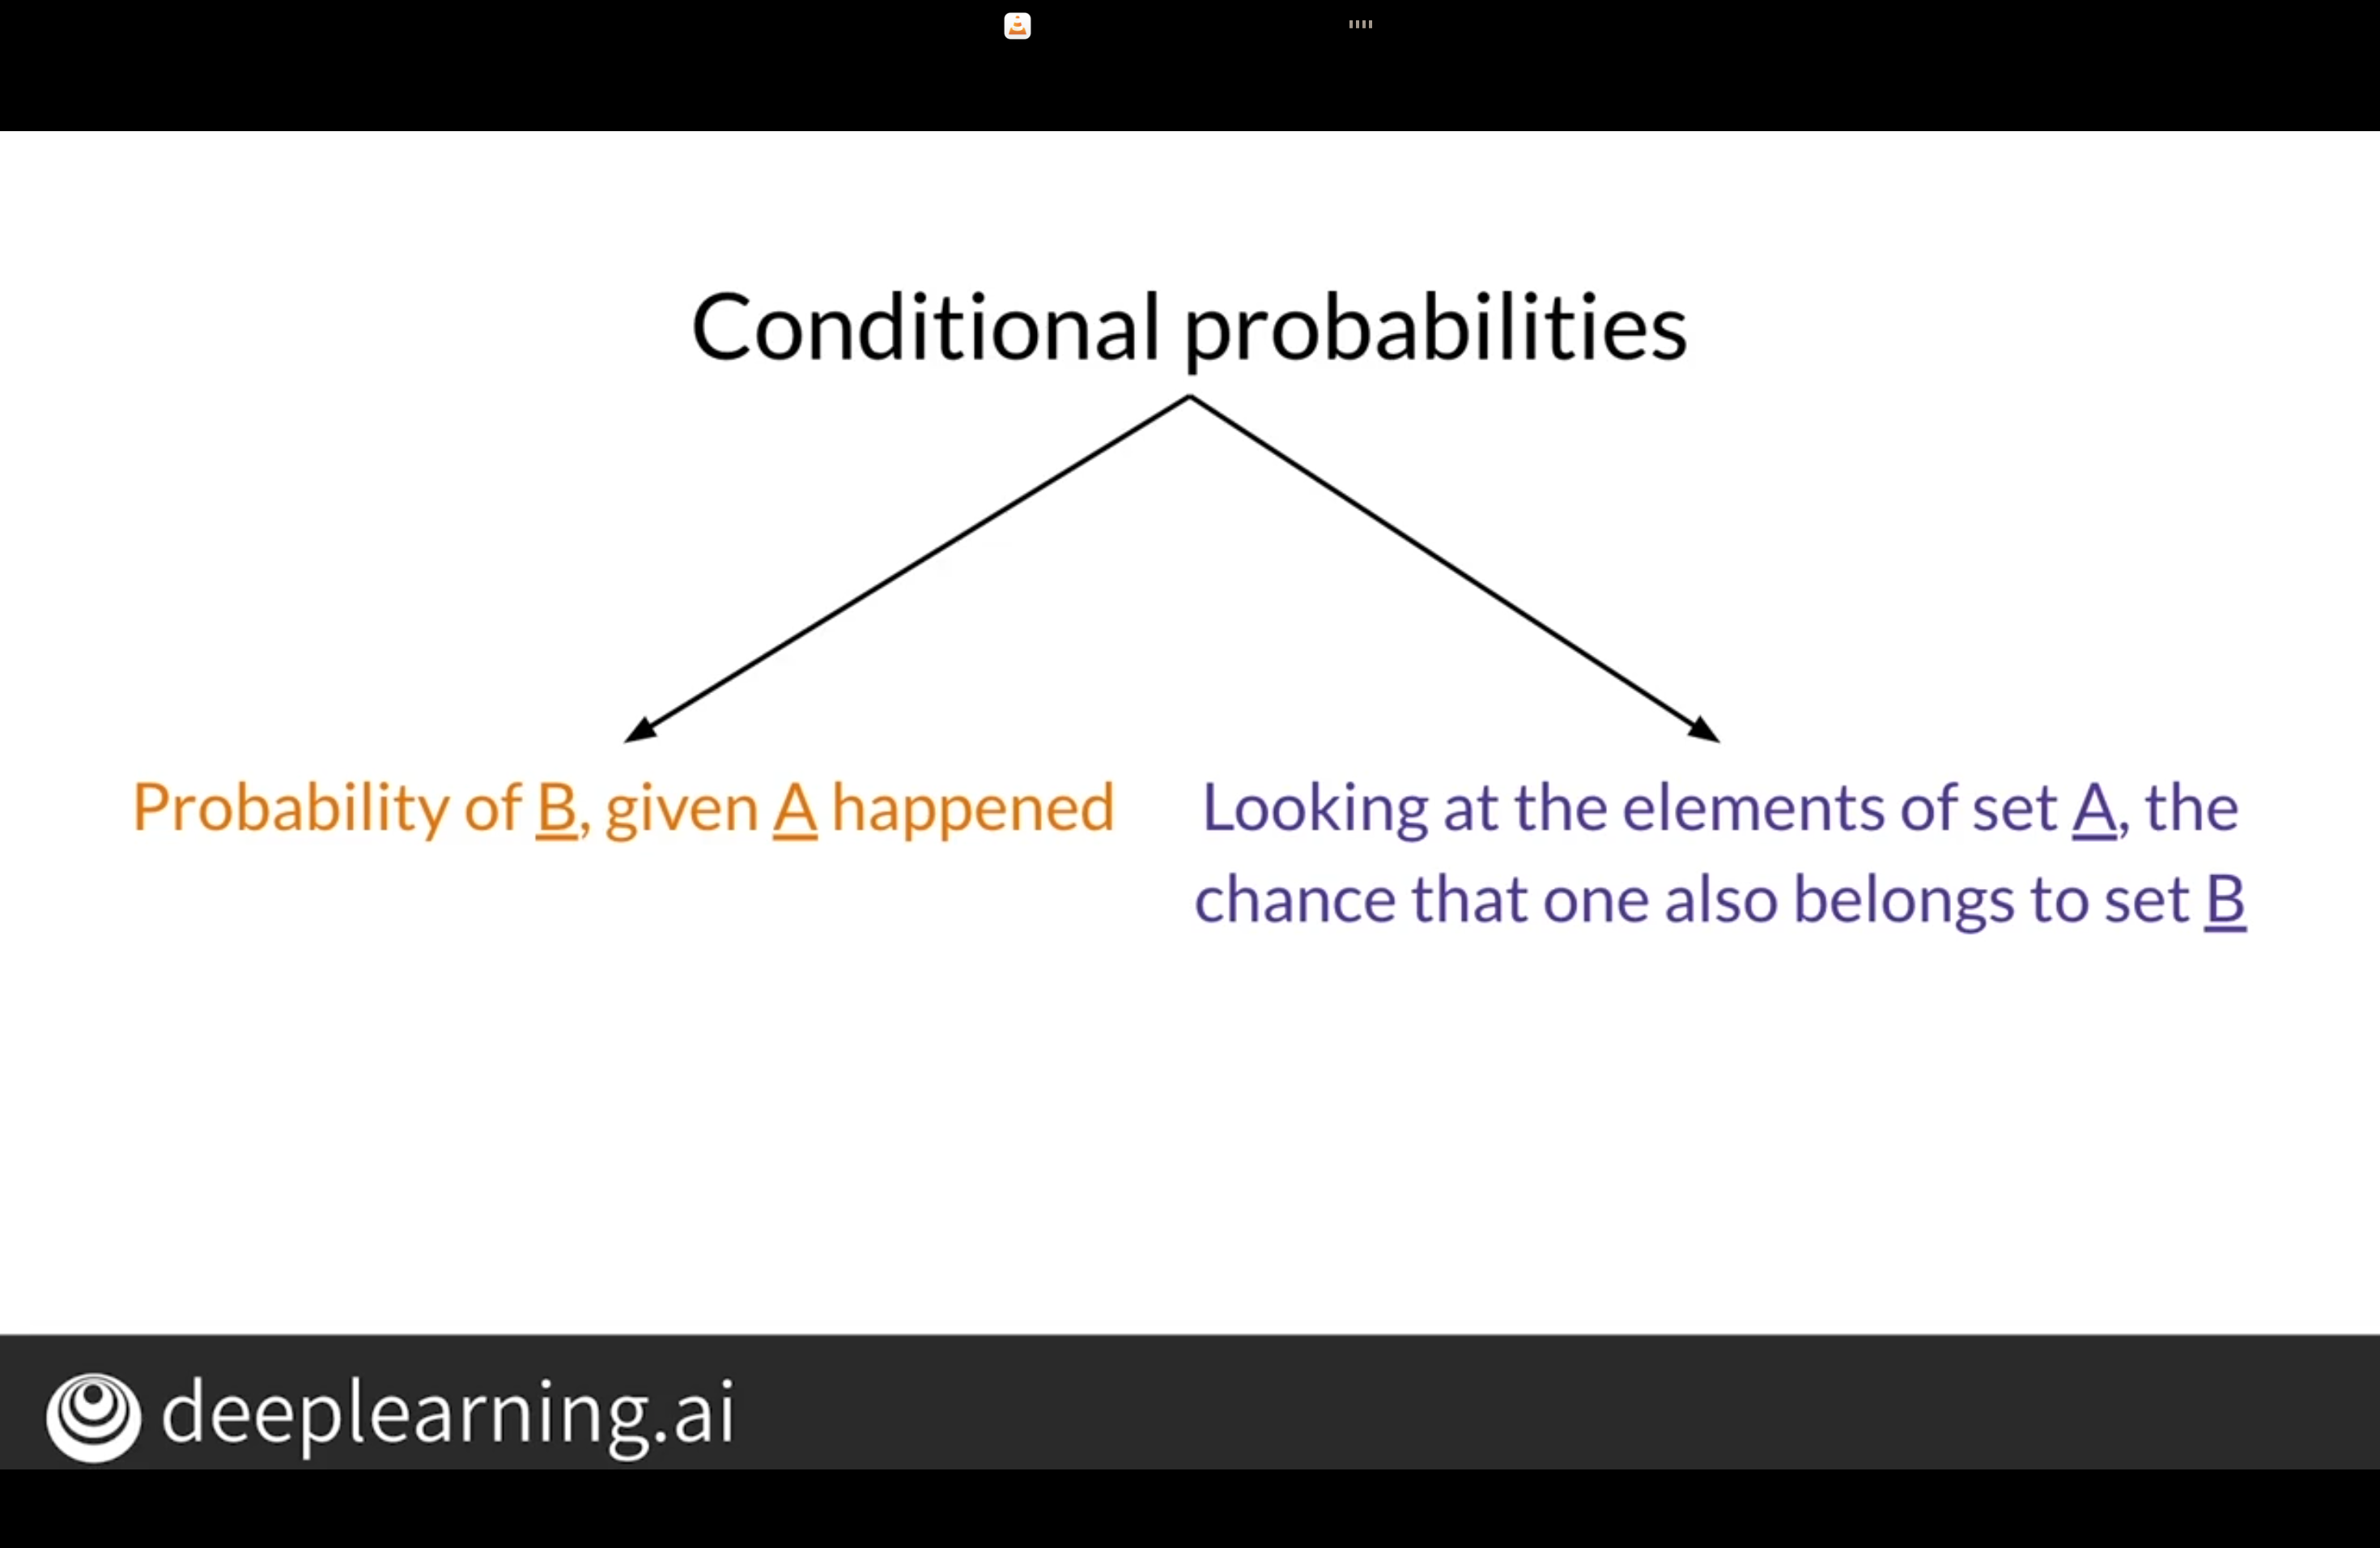 Conditional probabilities
Probability of B, given A happened
Looking at the elements of set A, the
chance that one also belongs to set B
deeplearning.ai